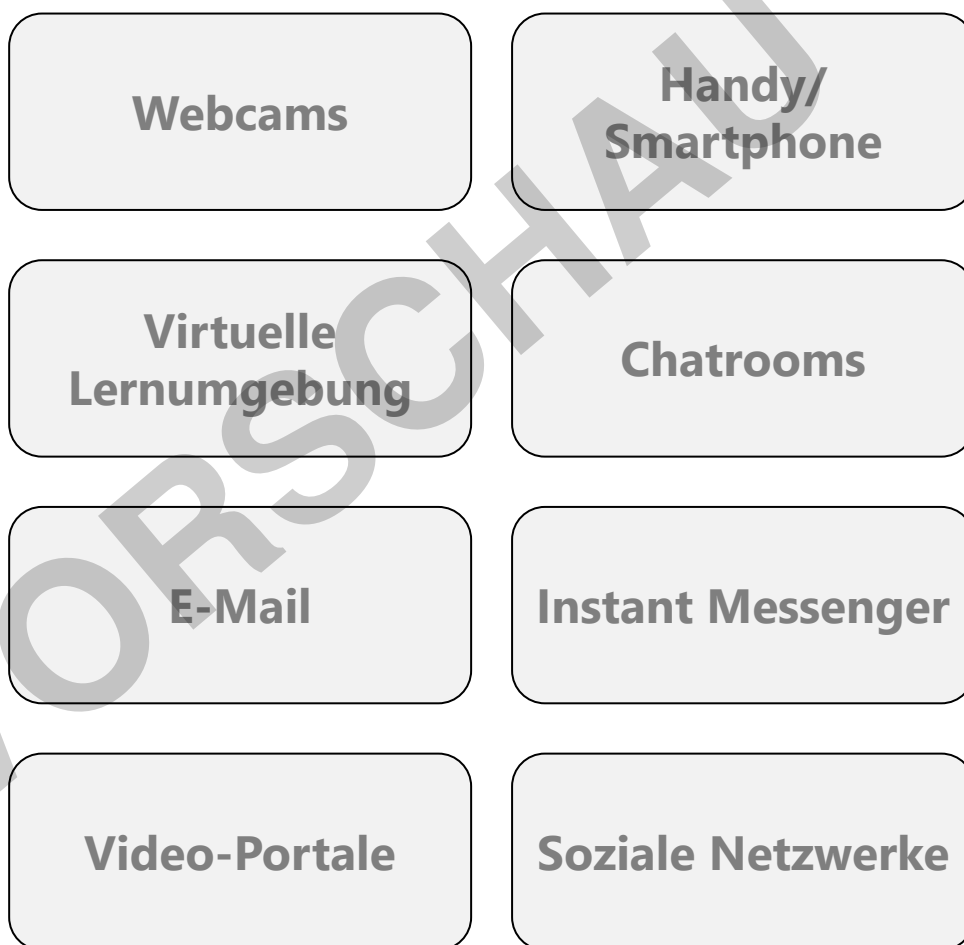 Webcams
Handy/
Smartphone
Virtuelle
Lernumgebung
Chatrooms
E-Mail
Instant Messenger
Video-Portale
Soziale Netzwerke
VORSCHAU